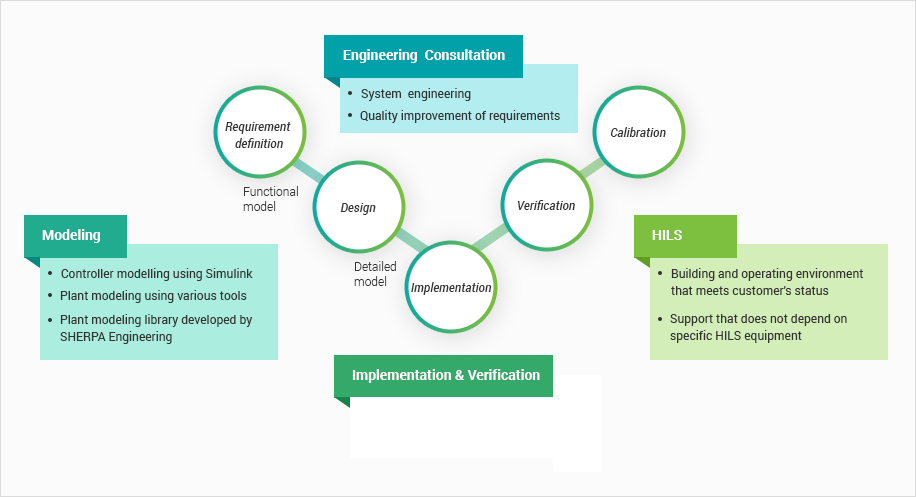 Engineering  Consultation
• System  engineering
• Quality improvement of requirements
Requirement
definition
Calibration
Functional
model
Design
Verification
Detailed
model
Implementation
Modeling
• Controller modelling using Simulink
• Plant modeling using various tools
• Plant modeling library developed by
SHERPA Engineering
HILS
• Building and operating environment
that meets customer's status
• Support that does not depend on
specific HILS equipment
Implementation & Verification